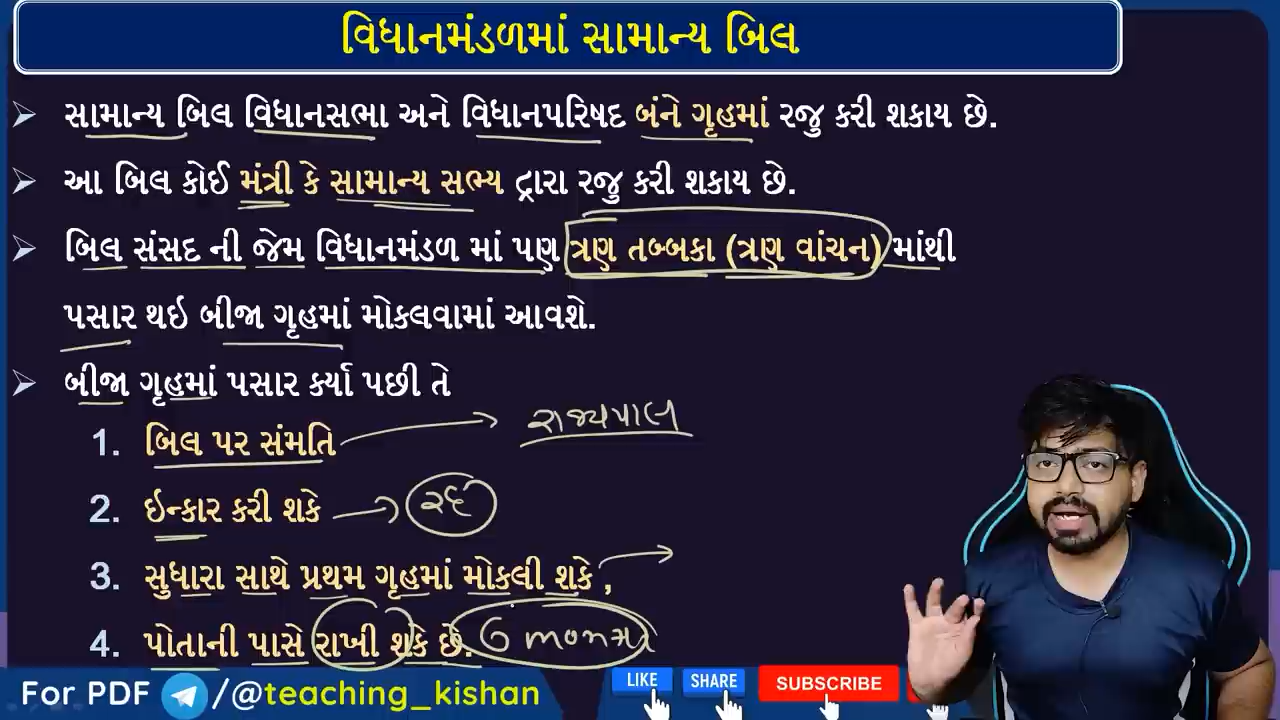 વિધાનમંડળમાં સામાન્ય બિલ
➢ સામાન્ય બિલ વિધાનસભા અને વિધાનપરિષદ બંને ગૃહમાં રજુ કરી શકાય છે.
➢ આ બિલ કોઈ મંત્રી કે સામાન્ય સભ્ય દ્વારા રજુ કરી શકાય છે.
➢ બિલ સંસદ ની જેમ વિધાનમંડળ માં પણ ત્રણ તબ્બકા (ત્રણ વાંચન) માંથી
પસાર થઇ બીજા ગૃહમાં મોકલવામાં આવશે.
➢ બીજા ગૃહમાં પસાર કર્યા પછી તે
1. બિલ પર સંમતિ → રાજ્યપાલ
2. ઇન્કાર કરી શકે → રદ
3. સુધારા સાથે પ્રથમ ગૃહમાં મોકલી શકે ,
4. પોતાની પાસે રાખી શકે છે.
For PDF /@teaching_kishan
LIKE SHARE SUBSCRIBE